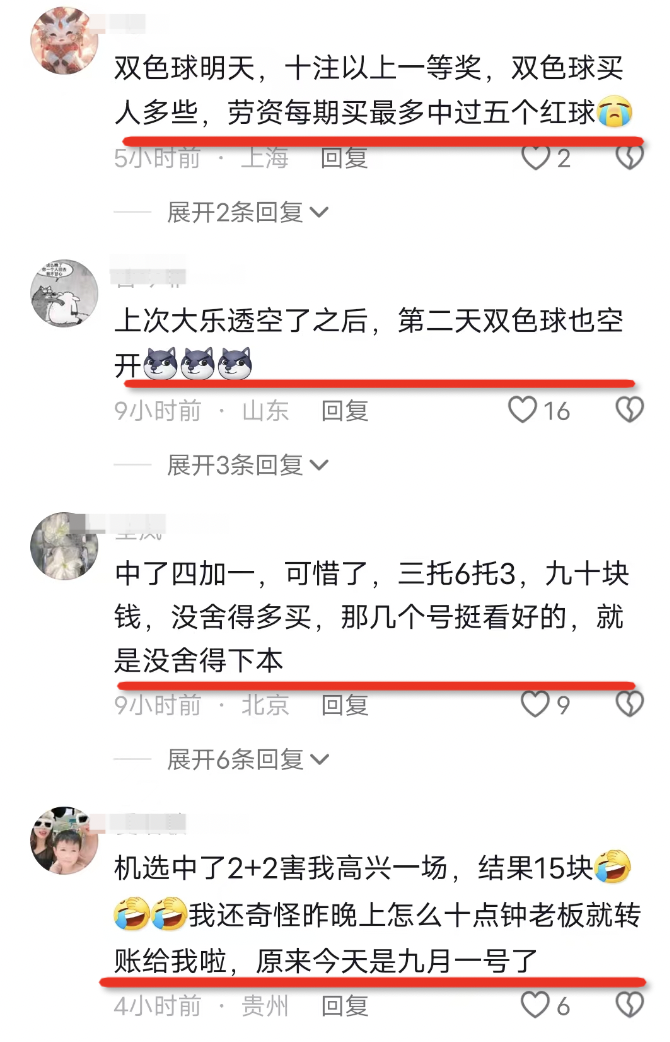 双色球明天，十注以上一等奖，双色球买
人多些，劳资每期买最多中过五个红球😭
5小时前 · 上海 回复 2
展开2条回复
上次大乐透空了之后，第二天双色球也空
开
9小时前 · 山东 回复 16
展开3条回复
中了四加一，可惜了，三托6托3，九十块
钱，没舍得多买，那几个号挺看好的，就
是没舍得下本
9小时前 · 北京 回复 9
展开6条回复
机选中了2+2害我高兴一场，结果15块🤣
🤣🤣我还奇怪昨晚上怎么十点钟老板就转
账给我啦，原来今天是九月一号了
4小时前 · 贵州 回复 6